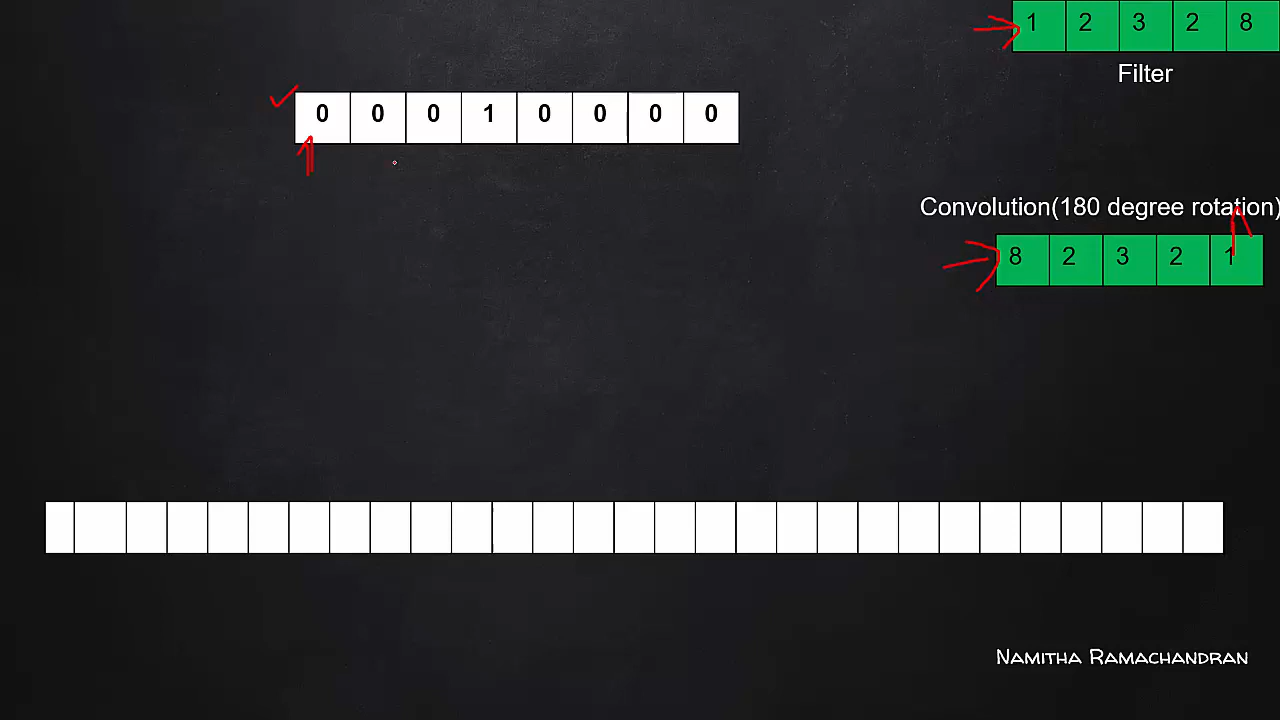 1 2 3 2 8
Filter
0 0 0 1 0 0 0 0
Convolution(180 degree rotation)
8 2 3 2 1
NAMITHA RAMACHANDRAN